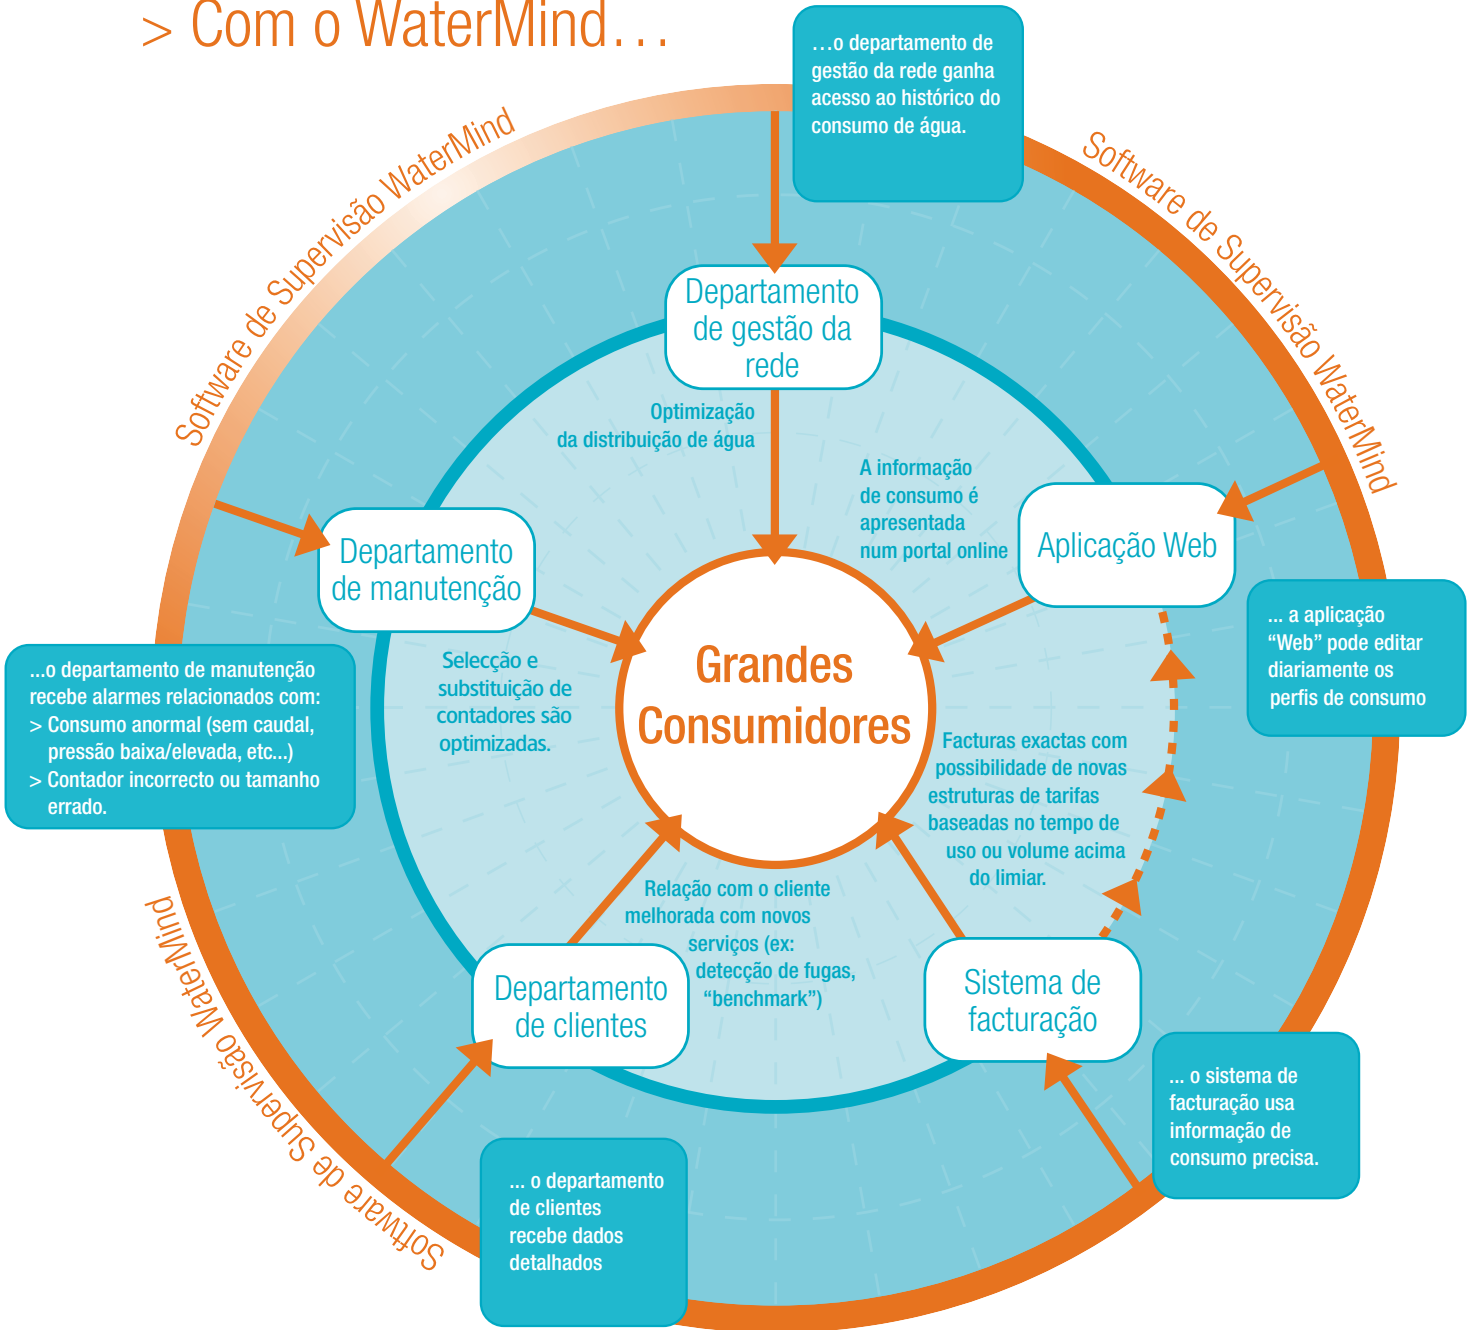 > Com o WaterMind…
…o departamento de
gestão da rede ganha
acesso ao histórico do
consumo de água.
Software de Supervisão WaterMind
Software de Supervisão WaterMind
Departamento
de gestão da
rede
Optimização
da distribuição de água
A informação
de consumo é
apresentada
num portal online
Aplicação Web
Departamento
de manutenção
... a aplicação
“Web” pode editar
diariamente os
perfis de consumo
...o departamento de manutenção
recebe alarmes relacionados com:
> Consumo anormal (sem caudal,
pressão baixa/elevada, etc...)
> Contador incorrecto ou tamanho
errado.
Selecção e
substituição de
contadores são
optimizadas.
Grandes
Consumidores
Facturas exactas com
possibilidade de novas
estruturas de tarifas
baseadas no tempo de
uso ou volume acima
do limiar.
Relação com o cliente
melhorada com novos
serviços (ex:
detecção de fugas,
“benchmark”)
Departamento
de clientes
Sistema de
facturação
Software de Supervisão WaterMind
... o sistema de
facturação usa
informação de
consumo precisa.
... o departamento
de clientes
recebe dados
detalhados